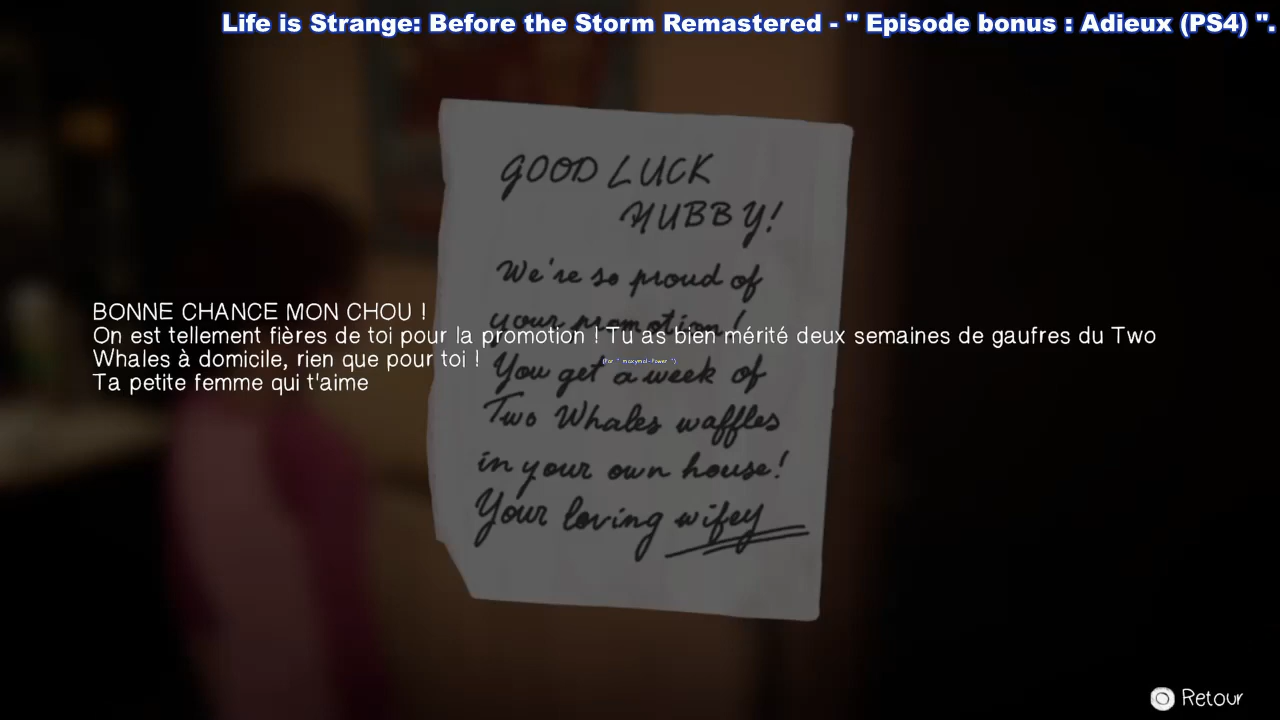 Life is Strange: Before the Storm Remastered - " Episode bonus : Adieux (PS4) ".
GOOD LUCK
HUBBY!
We're so proud of
your promotion!
You get a week of
Two Whales waffles
in your own house!
Your loving wifey
BONNE CHANCE MON CHOU !
On est tellement fières de toi pour la promotion ! Tu as bien mérité deux semaines de gaufres du Two
Whales à domicile, rien que pour toi !
Ta petite femme qui t'aime
Retour